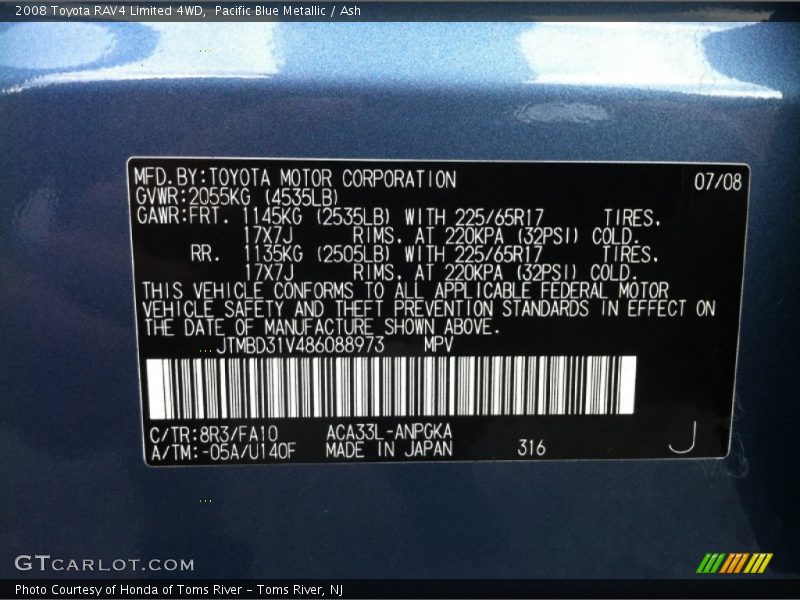 2008 Toyota RAV4 Limited 4WD,  Pacific Blue Metallic / Ash
MFD.BY:TOYOTA MOTOR CORPORATION 07/08
GVWR:2055KG (4535LB)
GAWR:FRT. 1145KG (2535LB) WITH 225/65R17 TIRES.
17X7J RIMS. AT 220KPA (32PSI) COLD.
RR. 1135KG (2505LB) WITH 225/65R17 TIRES.
17X7J RIMS. AT 220KPA (32PSI) COLD.
THIS VEHICLE CONFORMS TO ALL APPLICABLE FEDERAL MOTOR
VEHICLE SAFETY AND THEFT PREVENTION STANDARDS IN EFFECT ON
THE DATE OF MANUFACTURE SHOWN ABOVE.
JTMBD31V486088973 MPV
C/TR:8R3/FA10 ACA33L-ANPGKA
A/TM:-05A/U140F MADE IN JAPAN 316 J
GTCARLOT.COM
Photo Courtesy of Honda of Toms River – Toms River, NJ